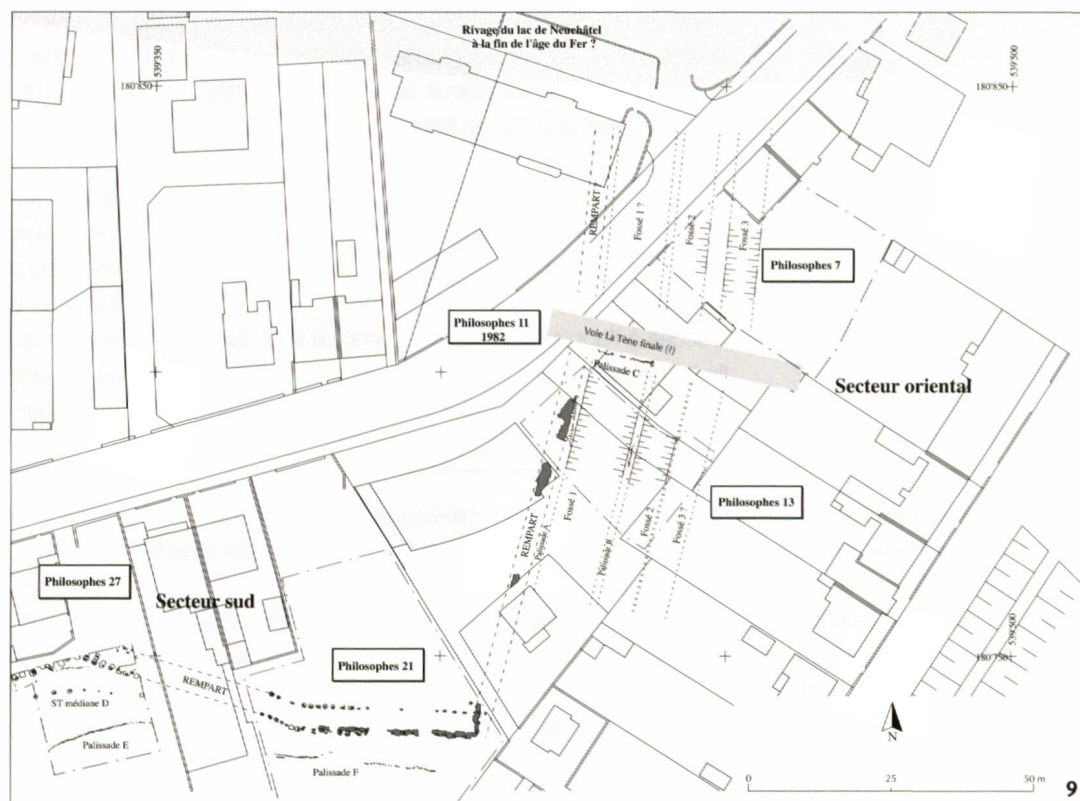 Rivage du lac de Neuchâtel
à la fin de l'âge du Fer ?
539'350
180'850
539'500
180'850
REMPART ?
Fossé 1 ?
Fossé 2
Fossé 3
Philosophes 7
Philosophes 11
1982
Voie La Tène finale (?)
Palissade C
Secteur oriental
Philosophes 13
REMPART
Palissade A
Fossé 1
Palissade B
Fossé 2
Fossé 3 ?
Philosophes 27
Secteur sud
Philosophes 21
REMPART
ST médiane D
Palissade E
Palissade F
539'500
180'750
N
0
25
50 m
9